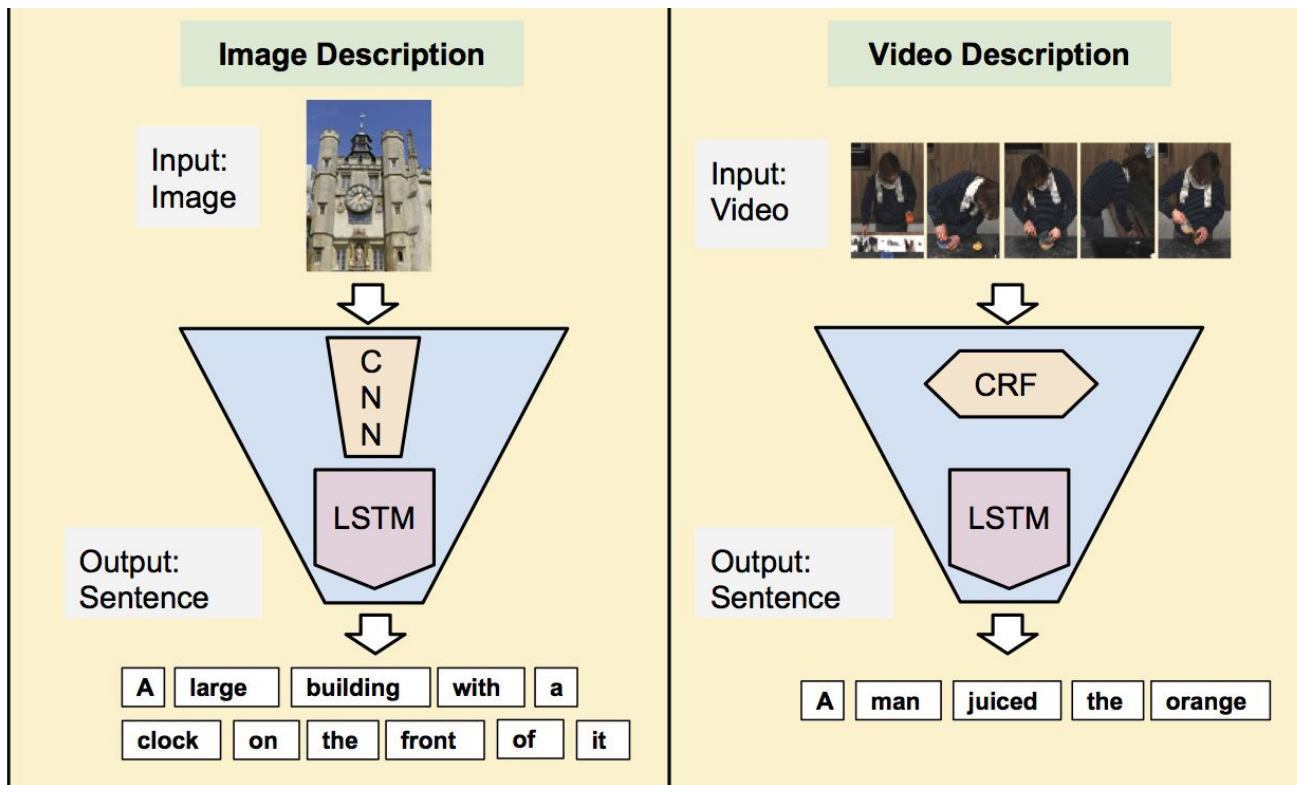 Image Description
Input:
Image
C
N
N
LSTM
Output:
Sentence
A large building with a
clock on the front of it
Video Description
Input:
Video
CRF
LSTM
Output:
Sentence
A man juiced the orange